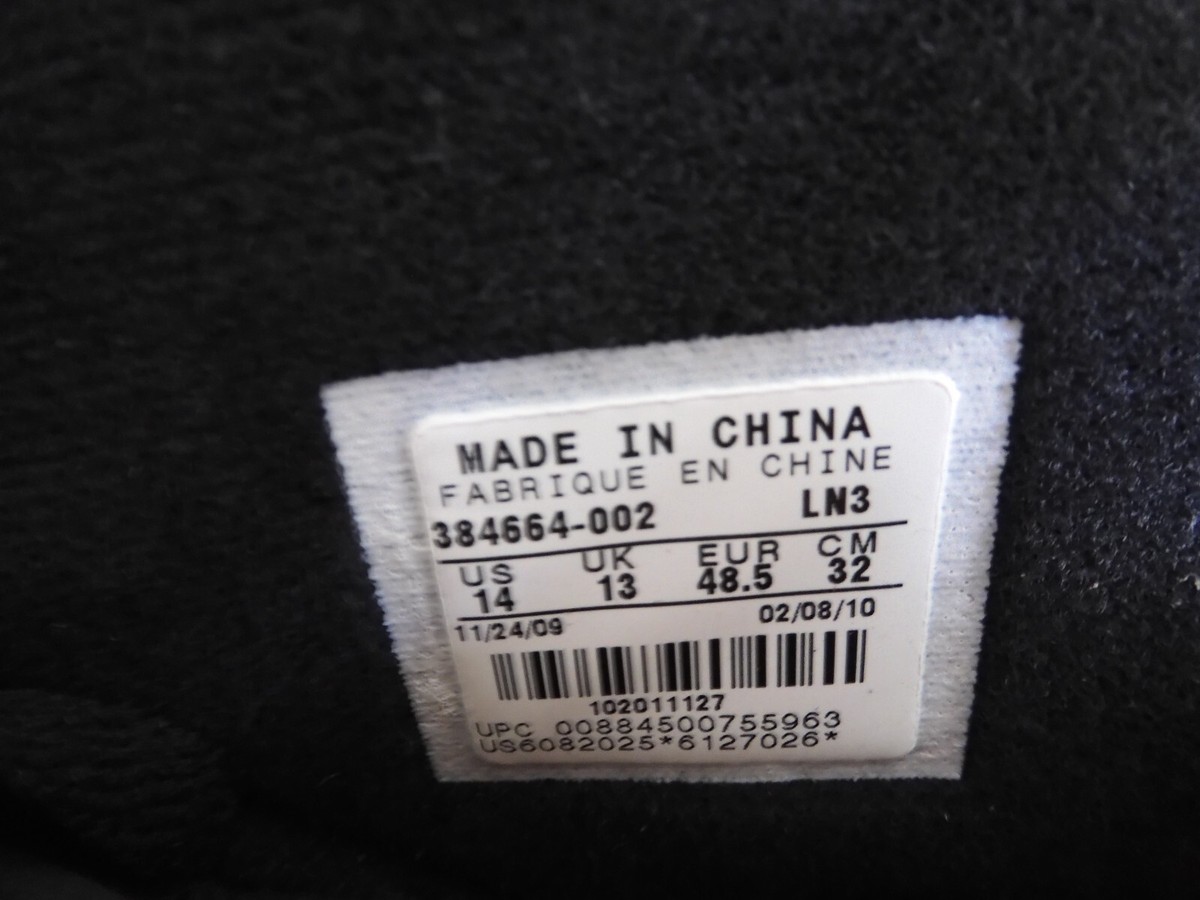 MADE IN CHINA
FABRIQUE EN CHINE
384664-002 LN3
US UK EUR CM
14 13 48.5 32
11/24/09 02/08/10
102011127
UPC 00884500755963
US6082025*6127026*